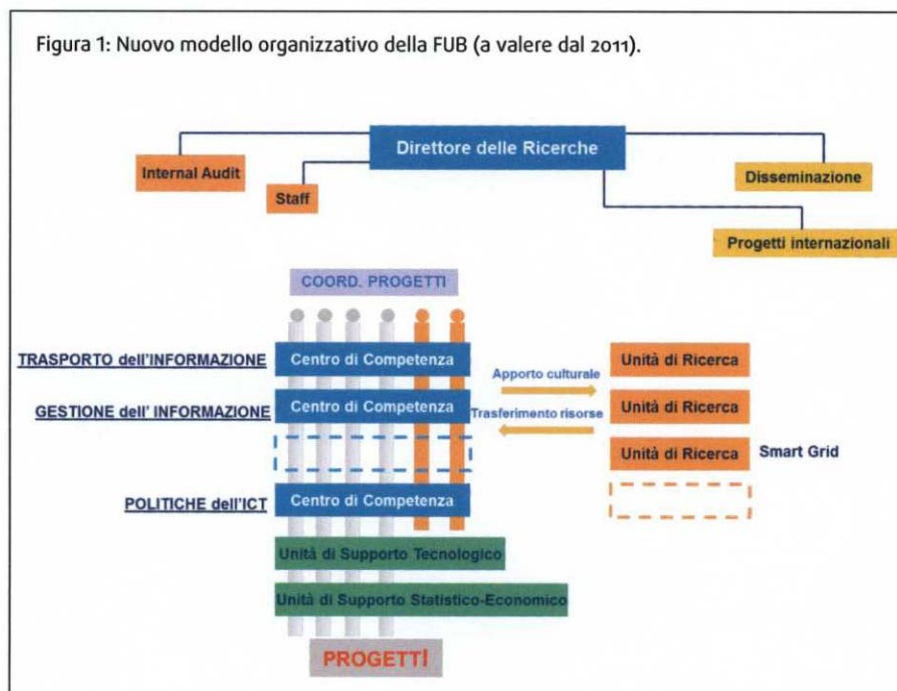 Figura 1: Nuovo modello organizzativo della FUB (a valere dal 2011).
Direttore delle Ricerche
Internal Audit
Staff
Disseminazione
Progetti internazionali
COORD. PROGETTI
TRASPORTO dell'INFORMAZIONE
Centro di Competenza
Unità di Ricerca
Apporto culturale
GESTIONE dell' INFORMAZIONE
Centro di Competenza
Trasferimento risorse
Unità di Ricerca
Unità di Ricerca
Smart Grid
POLITICHE dell'ICT
Centro di Competenza
Unità di Supporto Tecnologico
Unità di Supporto Statistico-Economico
PROGETTI